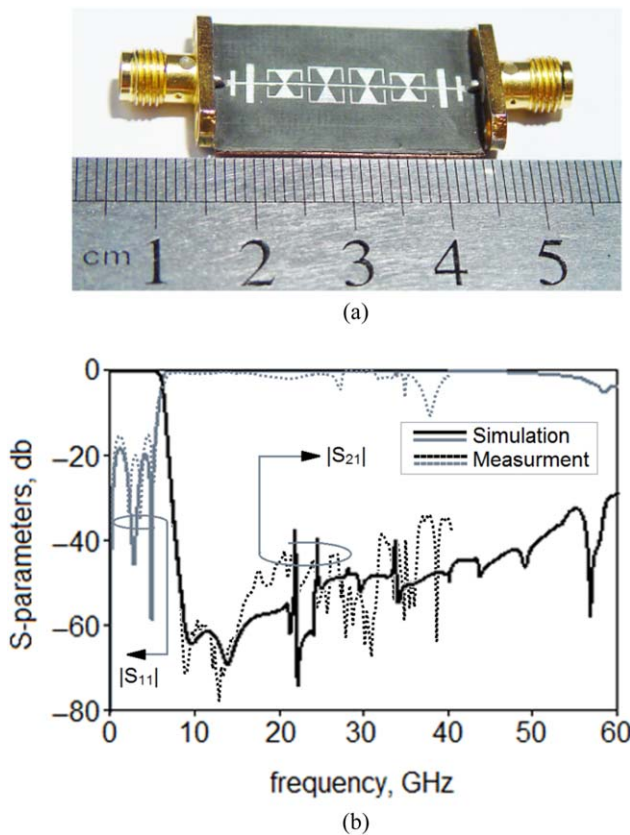 cm 1 2 3 4 5
(a)
0
–20
–40
–60
–80
S-parameters, db
|S₂₁|
Simulation
Measurment
|S₁₁|
0 10 20 30 40 50 60
frequency, GHz
(b)